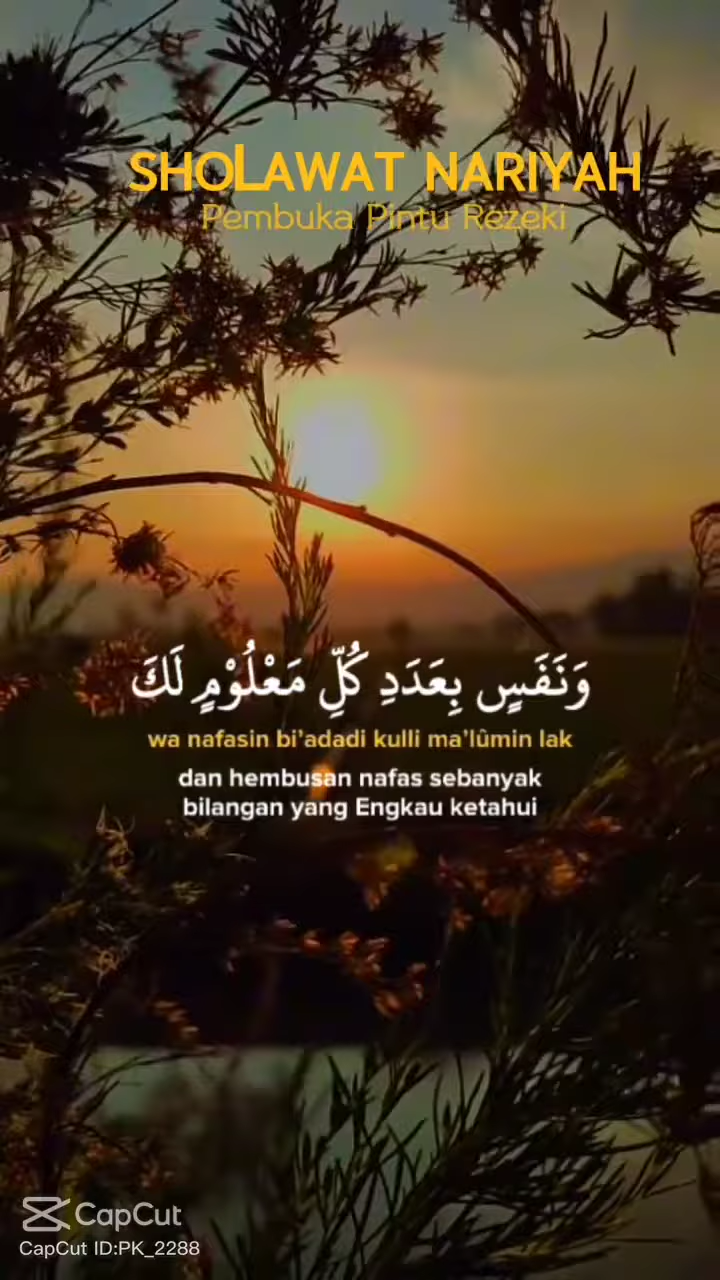 SHOLAWAT NARIYAH
Pembuka Pintu Rezeki
وَنَفَسٍ بِعَدَدِ كُلِّ مَعْلُوْمٍ لَكَ
wa nafasin bi'adadi kulli ma'lûmin lak
dan hembusan nafas sebanyak
bilangan yang Engkau ketahui
CapCut
CapCut ID:PK_2288